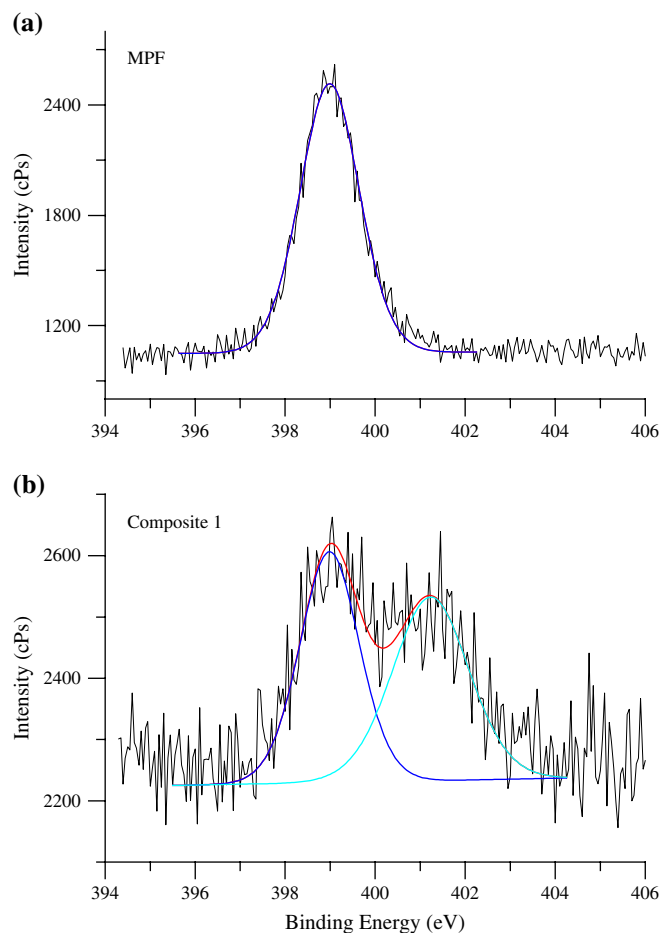 (a)
MPF
2400
1800
1200
Intensity (cPs)
394 396 398 400 402 404 406
(b)
Composite 1
2600
2400
2200
Intensity (cPs)
394 396 398 400 402 404 406
Binding Energy (eV)